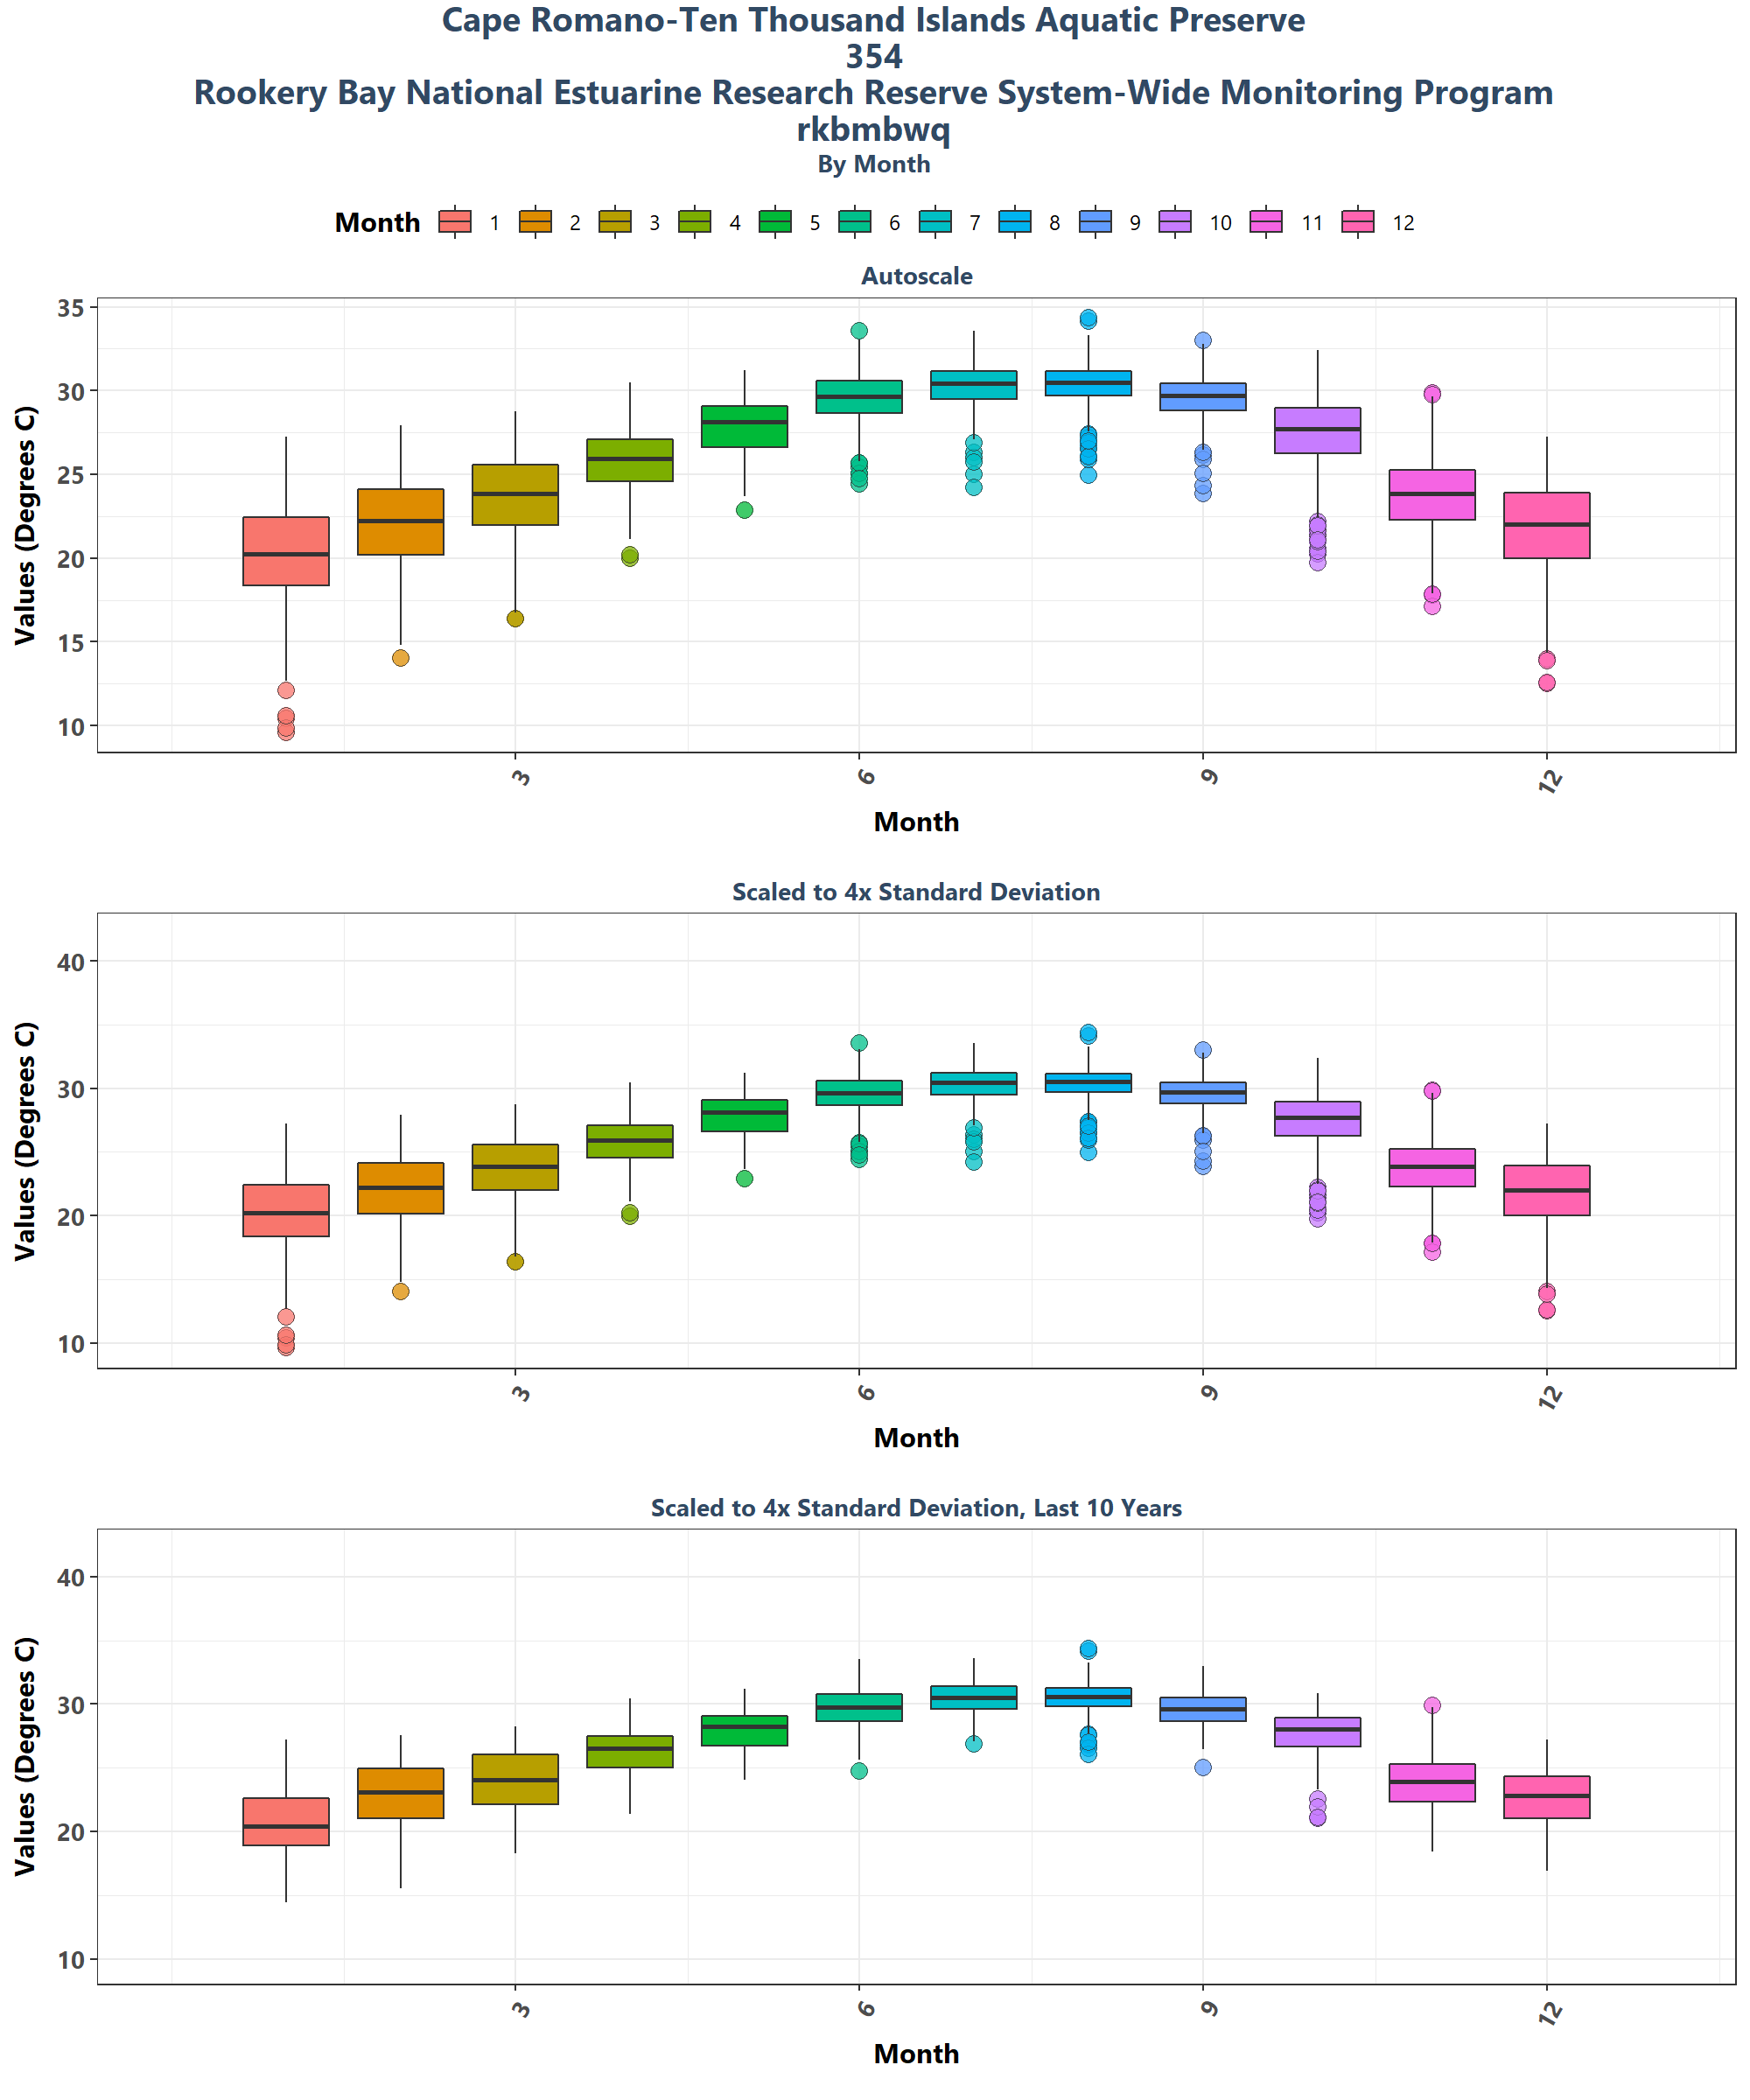 Cape Romano-Ten Thousand Islands Aquatic Preserve
354
Rookery Bay National Estuarine Research Reserve System-Wide Monitoring Program
rkbmbwq
By Month
Month 1 2 3 4 5 6 7 8 9 10 11 12
Autoscale
Values (Degrees C)
35
30
25
20
15
10
3 6 9 12
Month
Scaled to 4x Standard Deviation
Values (Degrees C)
40
30
20
10
3 6 9 12
Month
Scaled to 4x Standard Deviation, Last 10 Years
Values (Degrees C)
40
30
20
10
3 6 9 12
Month